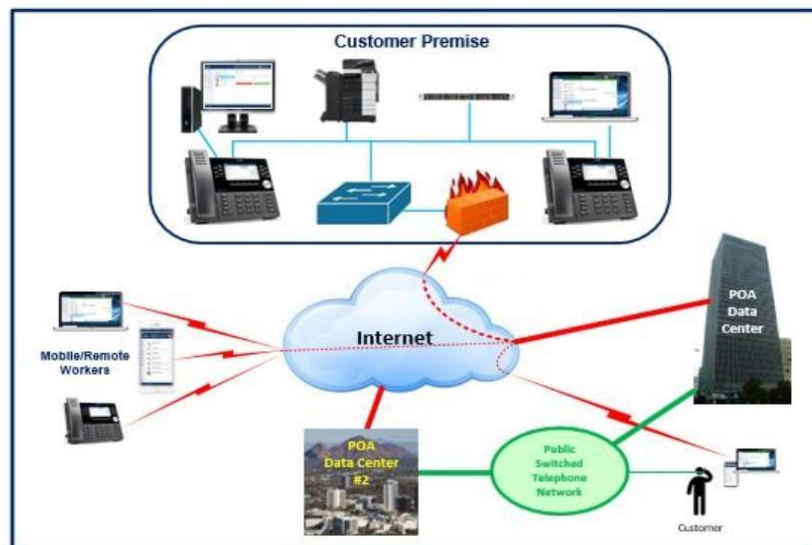 Customer Premise
Internet
POA
Data
Center
Mobile/Remote
Workers
POA
Data Center
#2
Public
Switched
Telephone
Network
Customer